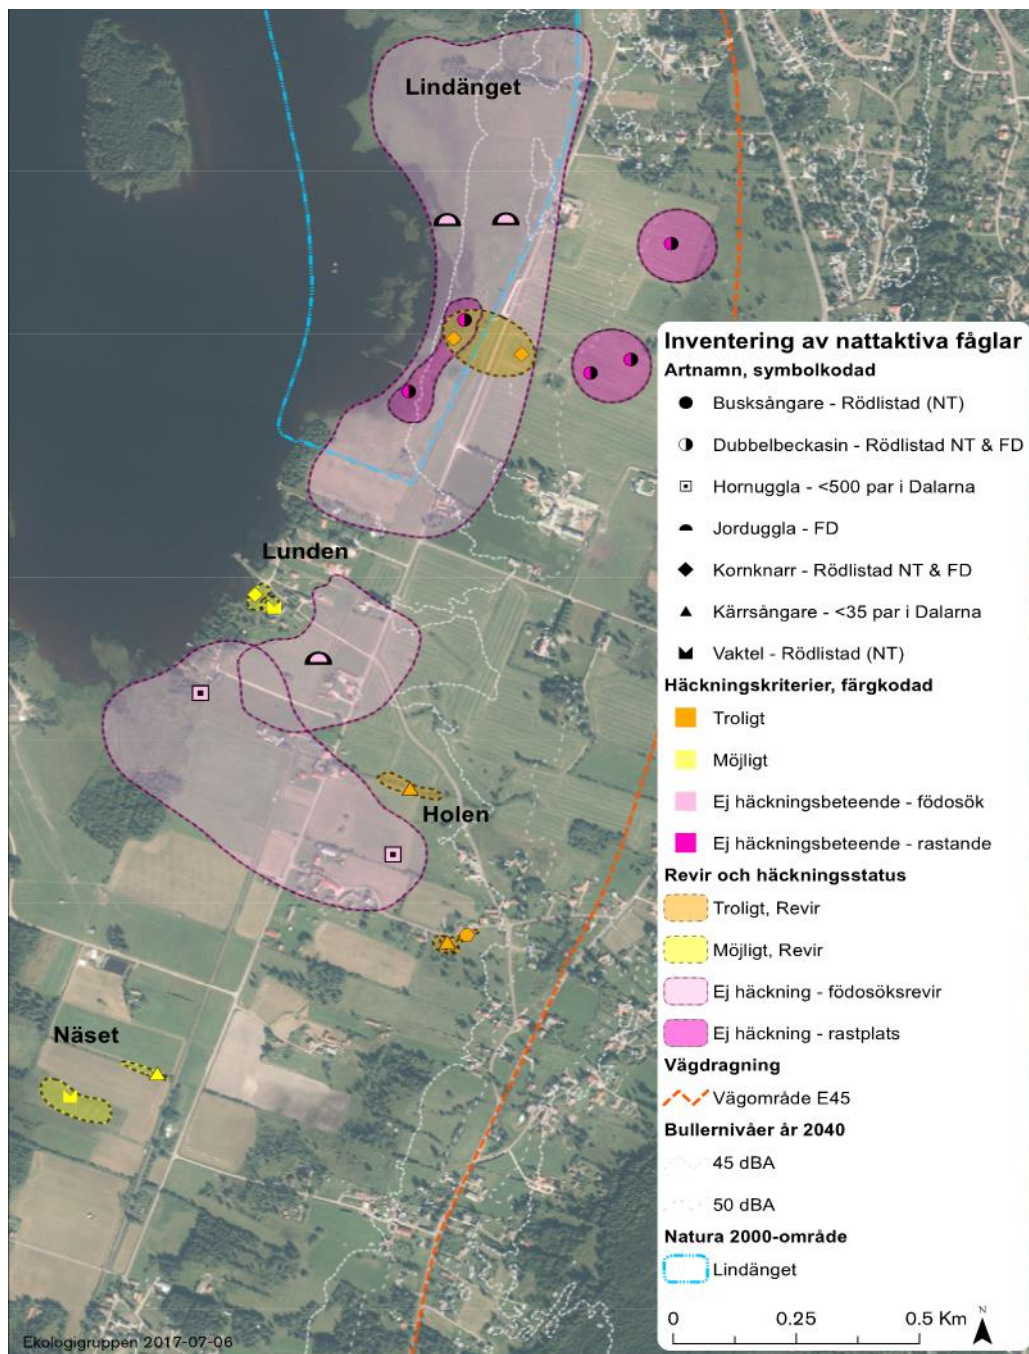 Lindänget
Lunden
Holen
Näset
Inventering av nattaktiva fåglar
Artnamn, symbolkodad
Busksångare - Rödlistad (NT)
Dubbelbeckasin - Rödlistad NT & FD
Hornuggla - <500 par i Dalarna
Jorduggla - FD
Kornknarr - Rödlistad NT & FD
Kärrsångare - <35 par i Dalarna
Vaktel - Rödlistad (NT)
Häckningskriterier, färgkodad
Troligt
Möjligt
Ej häckningsbeteende - födosök
Ej häckningsbeteende - rastande
Revir och häckningsstatus
Troligt, Revir
Möjligt, Revir
Ej häckning - födosöksrevir
Ej häckning - rastplats
Vägdragning
Vägområde E45
Bullernivåer år 2040
45 dBA
50 dBA
Natura 2000-område
Lindänget
0 0.25 0.5 Km
N
Ekologigruppen 2017-07-06